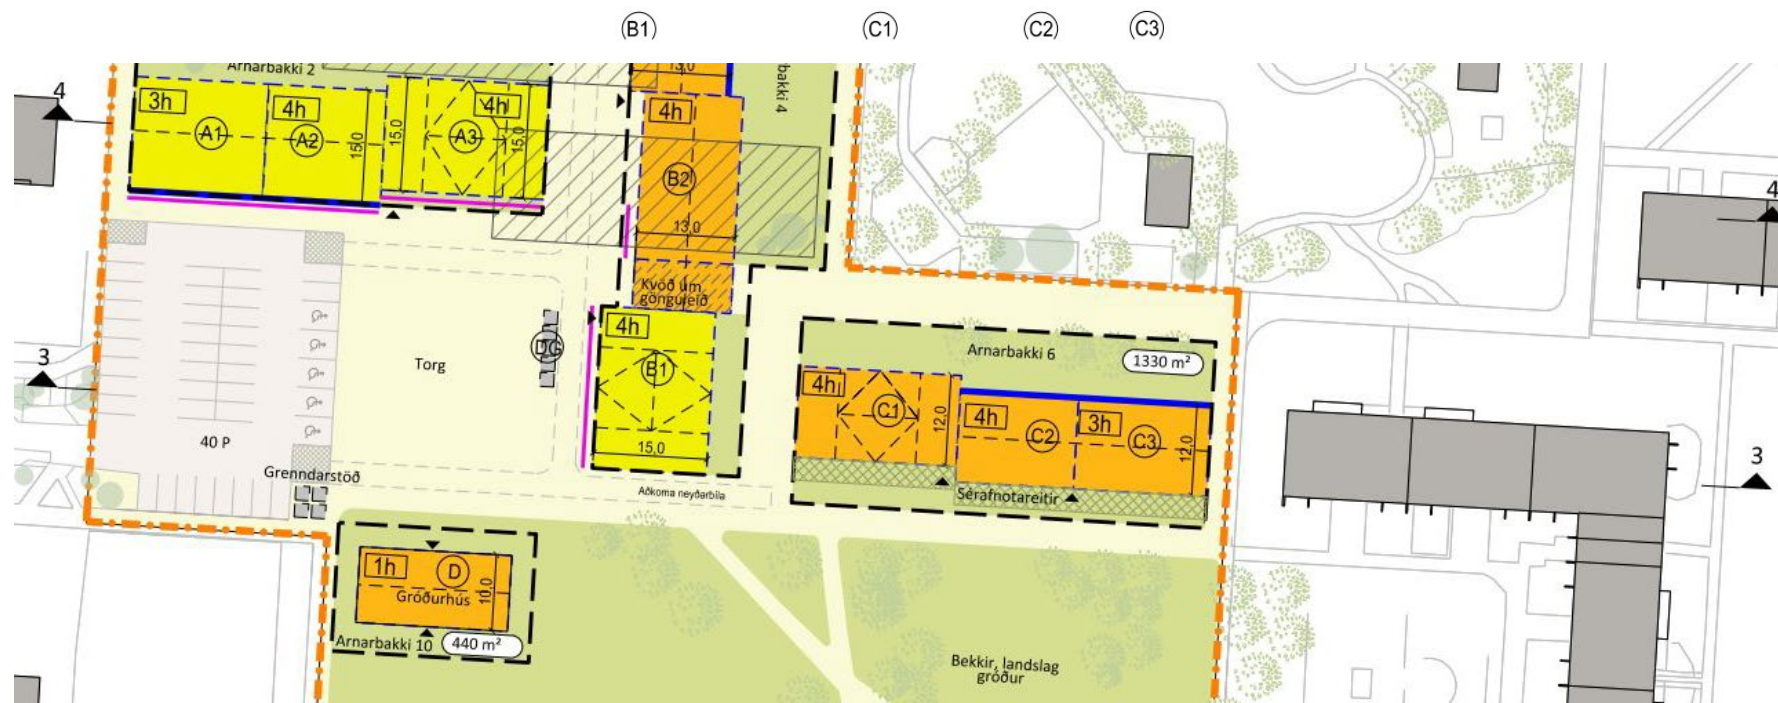 B1 C1 C2 C3
Arnarbakki 2
13,0
bakki 4
4
3h
4h
4h
4h
A1
A2
A3
15,0
15,0
15,0
B2
13,0
4
Kvöð um
gönguleið
4h
B1
15,0
DG
Torg
3
40 P
Grenndarstöð
Aðkoma neyðarbíla
Arnarbakki 6
1330 m²
4h
C1
12,0
4h
C2
3h
C3
12,0
Sérafnotareitir
3
1h
D
Gróðurhús
10,0
Arnarbakki 10
440 m²
Bekkir, landslag
gróður